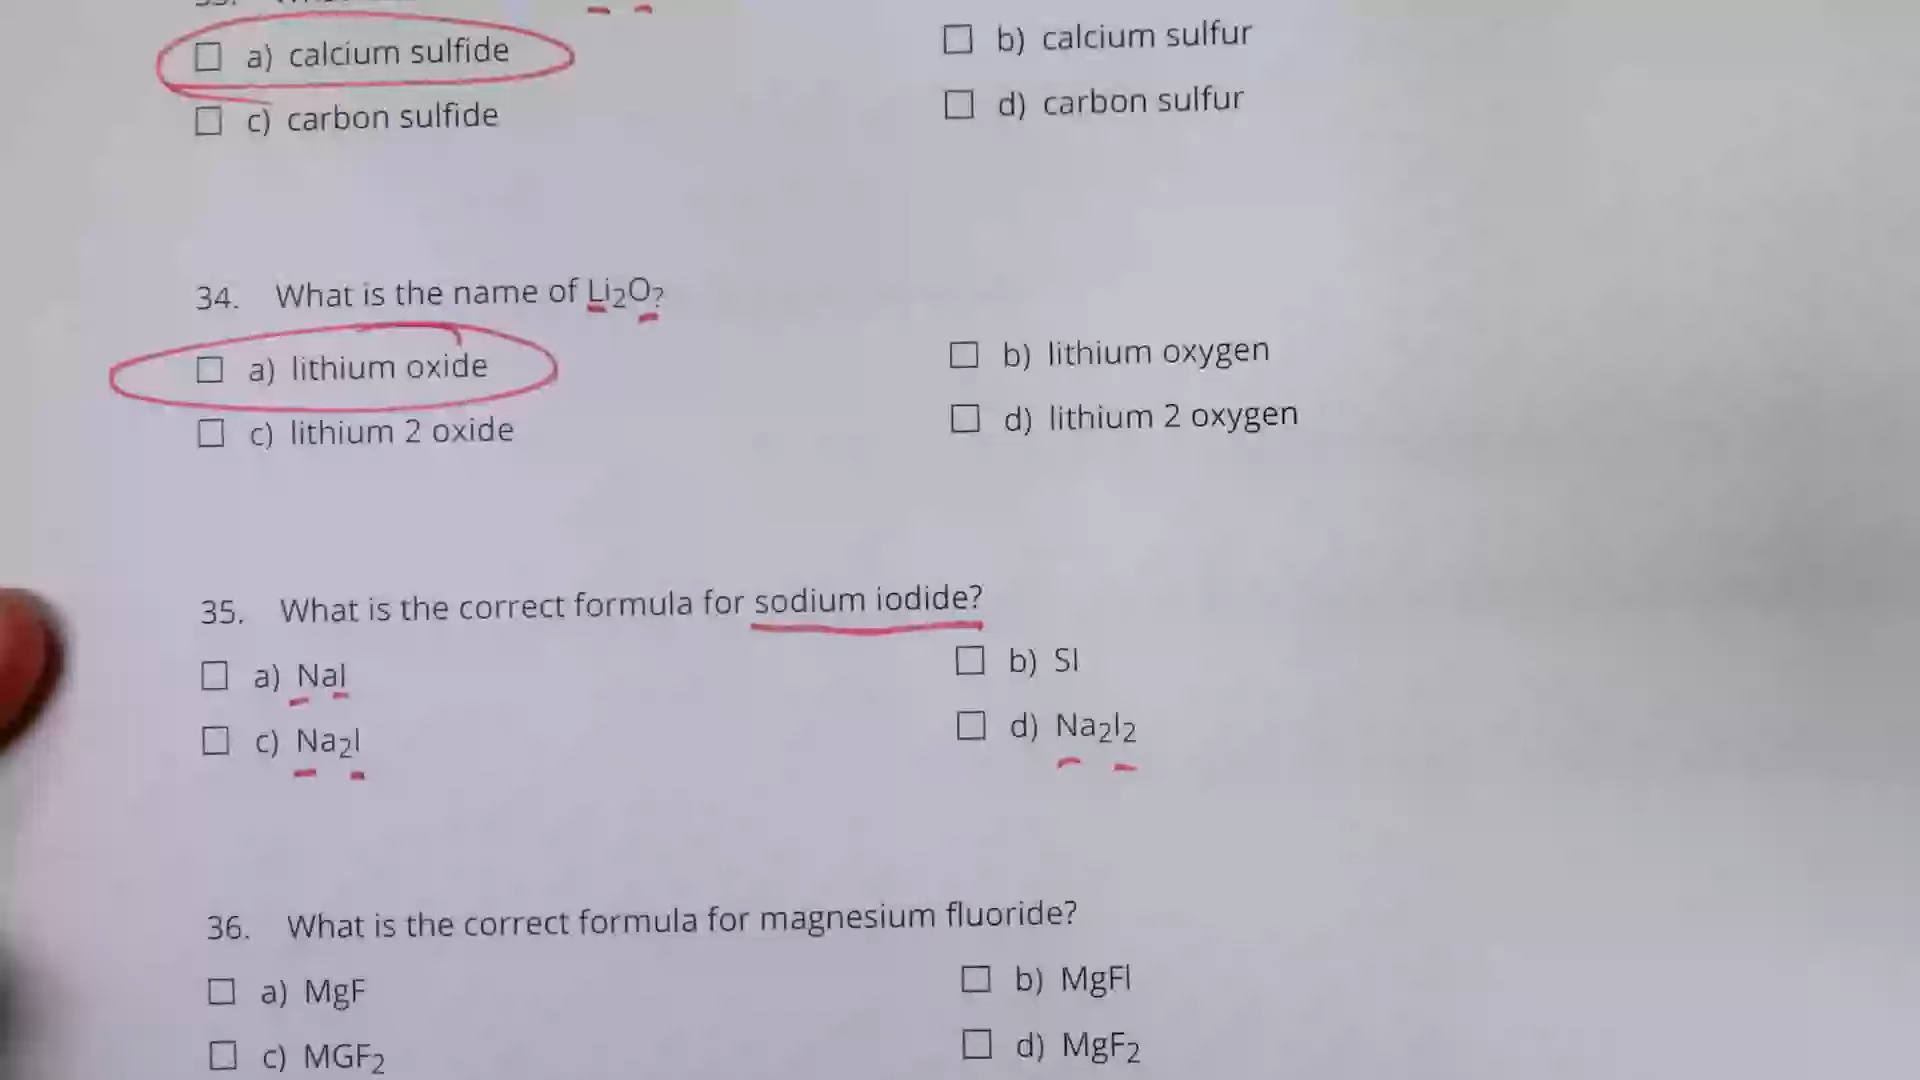 a) calcium sulfide
b) calcium sulfur
c) carbon sulfide
d) carbon sulfur
34. What is the name of Li₂O?
a) lithium oxide
b) lithium oxygen
c) lithium 2 oxide
d) lithium 2 oxygen
35. What is the correct formula for sodium iodide?
a) NaI
b) SI
c) Na₂I
d) Na₂I₂
36. What is the correct formula for magnesium fluoride?
a) MgF
b) MgFl
c) MGF₂
d) MgF₂